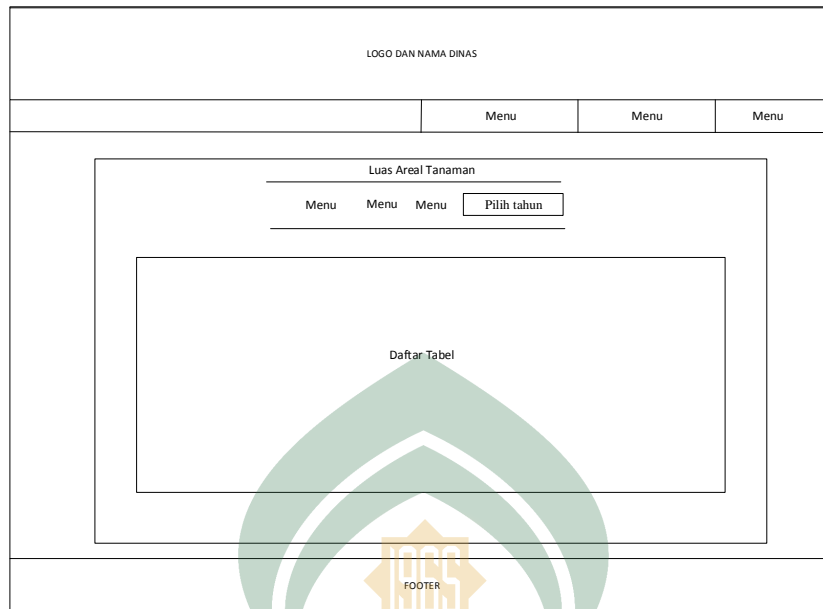 LOGO DAN NAMA DINAS
Menu Menu Menu
Luas Areal Tanaman
Menu Menu Menu Pilih tahun
Daftar Tabel
FOOTER